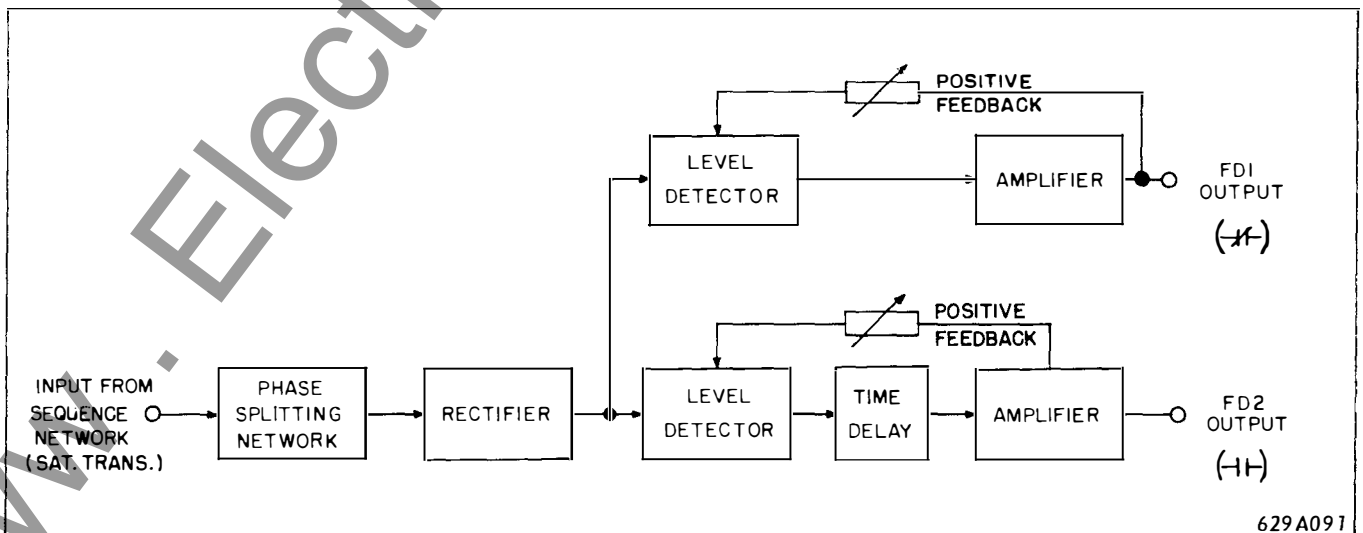 POSITIVE
FEEDBACK
LEVEL
DETECTOR
AMPLIFIER
FD1
OUTPUT
POSITIVE
FEEDBACK
INPUT FROM
SEQUENCE
NETWORK
(SAT. TRANS.)
PHASE
SPLITTING
NETWORK
RECTIFIER
LEVEL
DETECTOR
TIME
DELAY
AMPLIFIER
FD2
OUTPUT
629A091
w. Elect